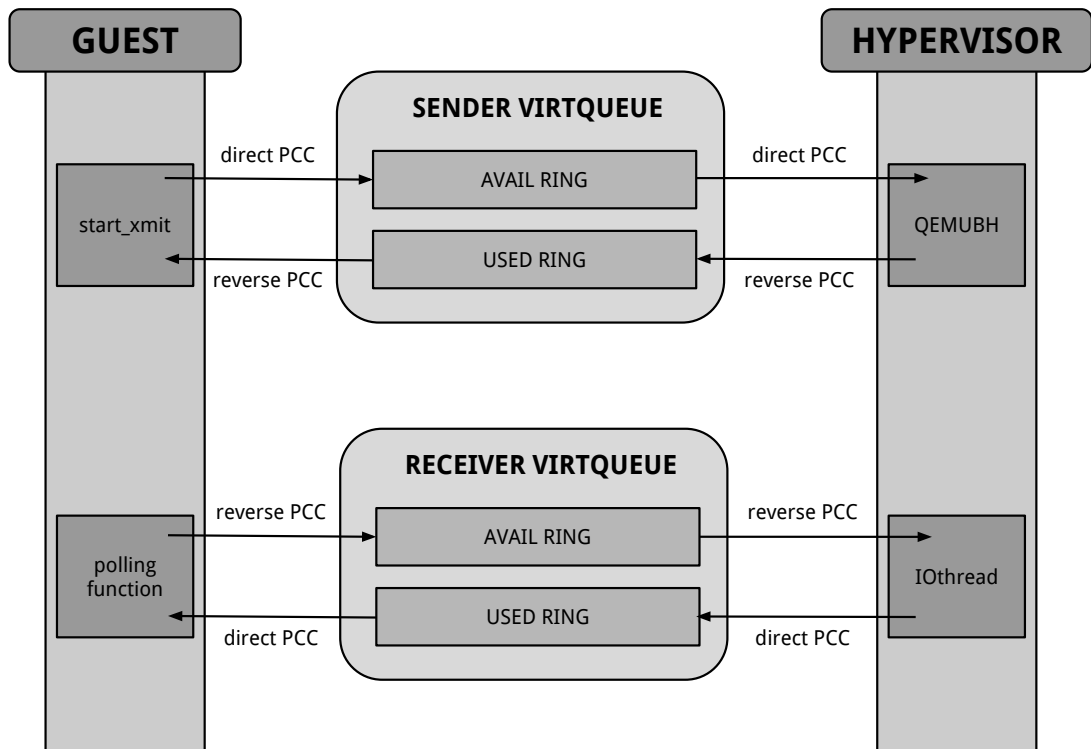 GUEST
HYPERVISOR
SENDER VIRTQUEUE
direct PCC
direct PCC
AVAIL RING
start_xmit
QEMUBH
USED RING
reverse PCC
reverse PCC
RECEIVER VIRTQUEUE
reverse PCC
reverse PCC
AVAIL RING
polling
function
IOthread
USED RING
direct PCC
direct PCC